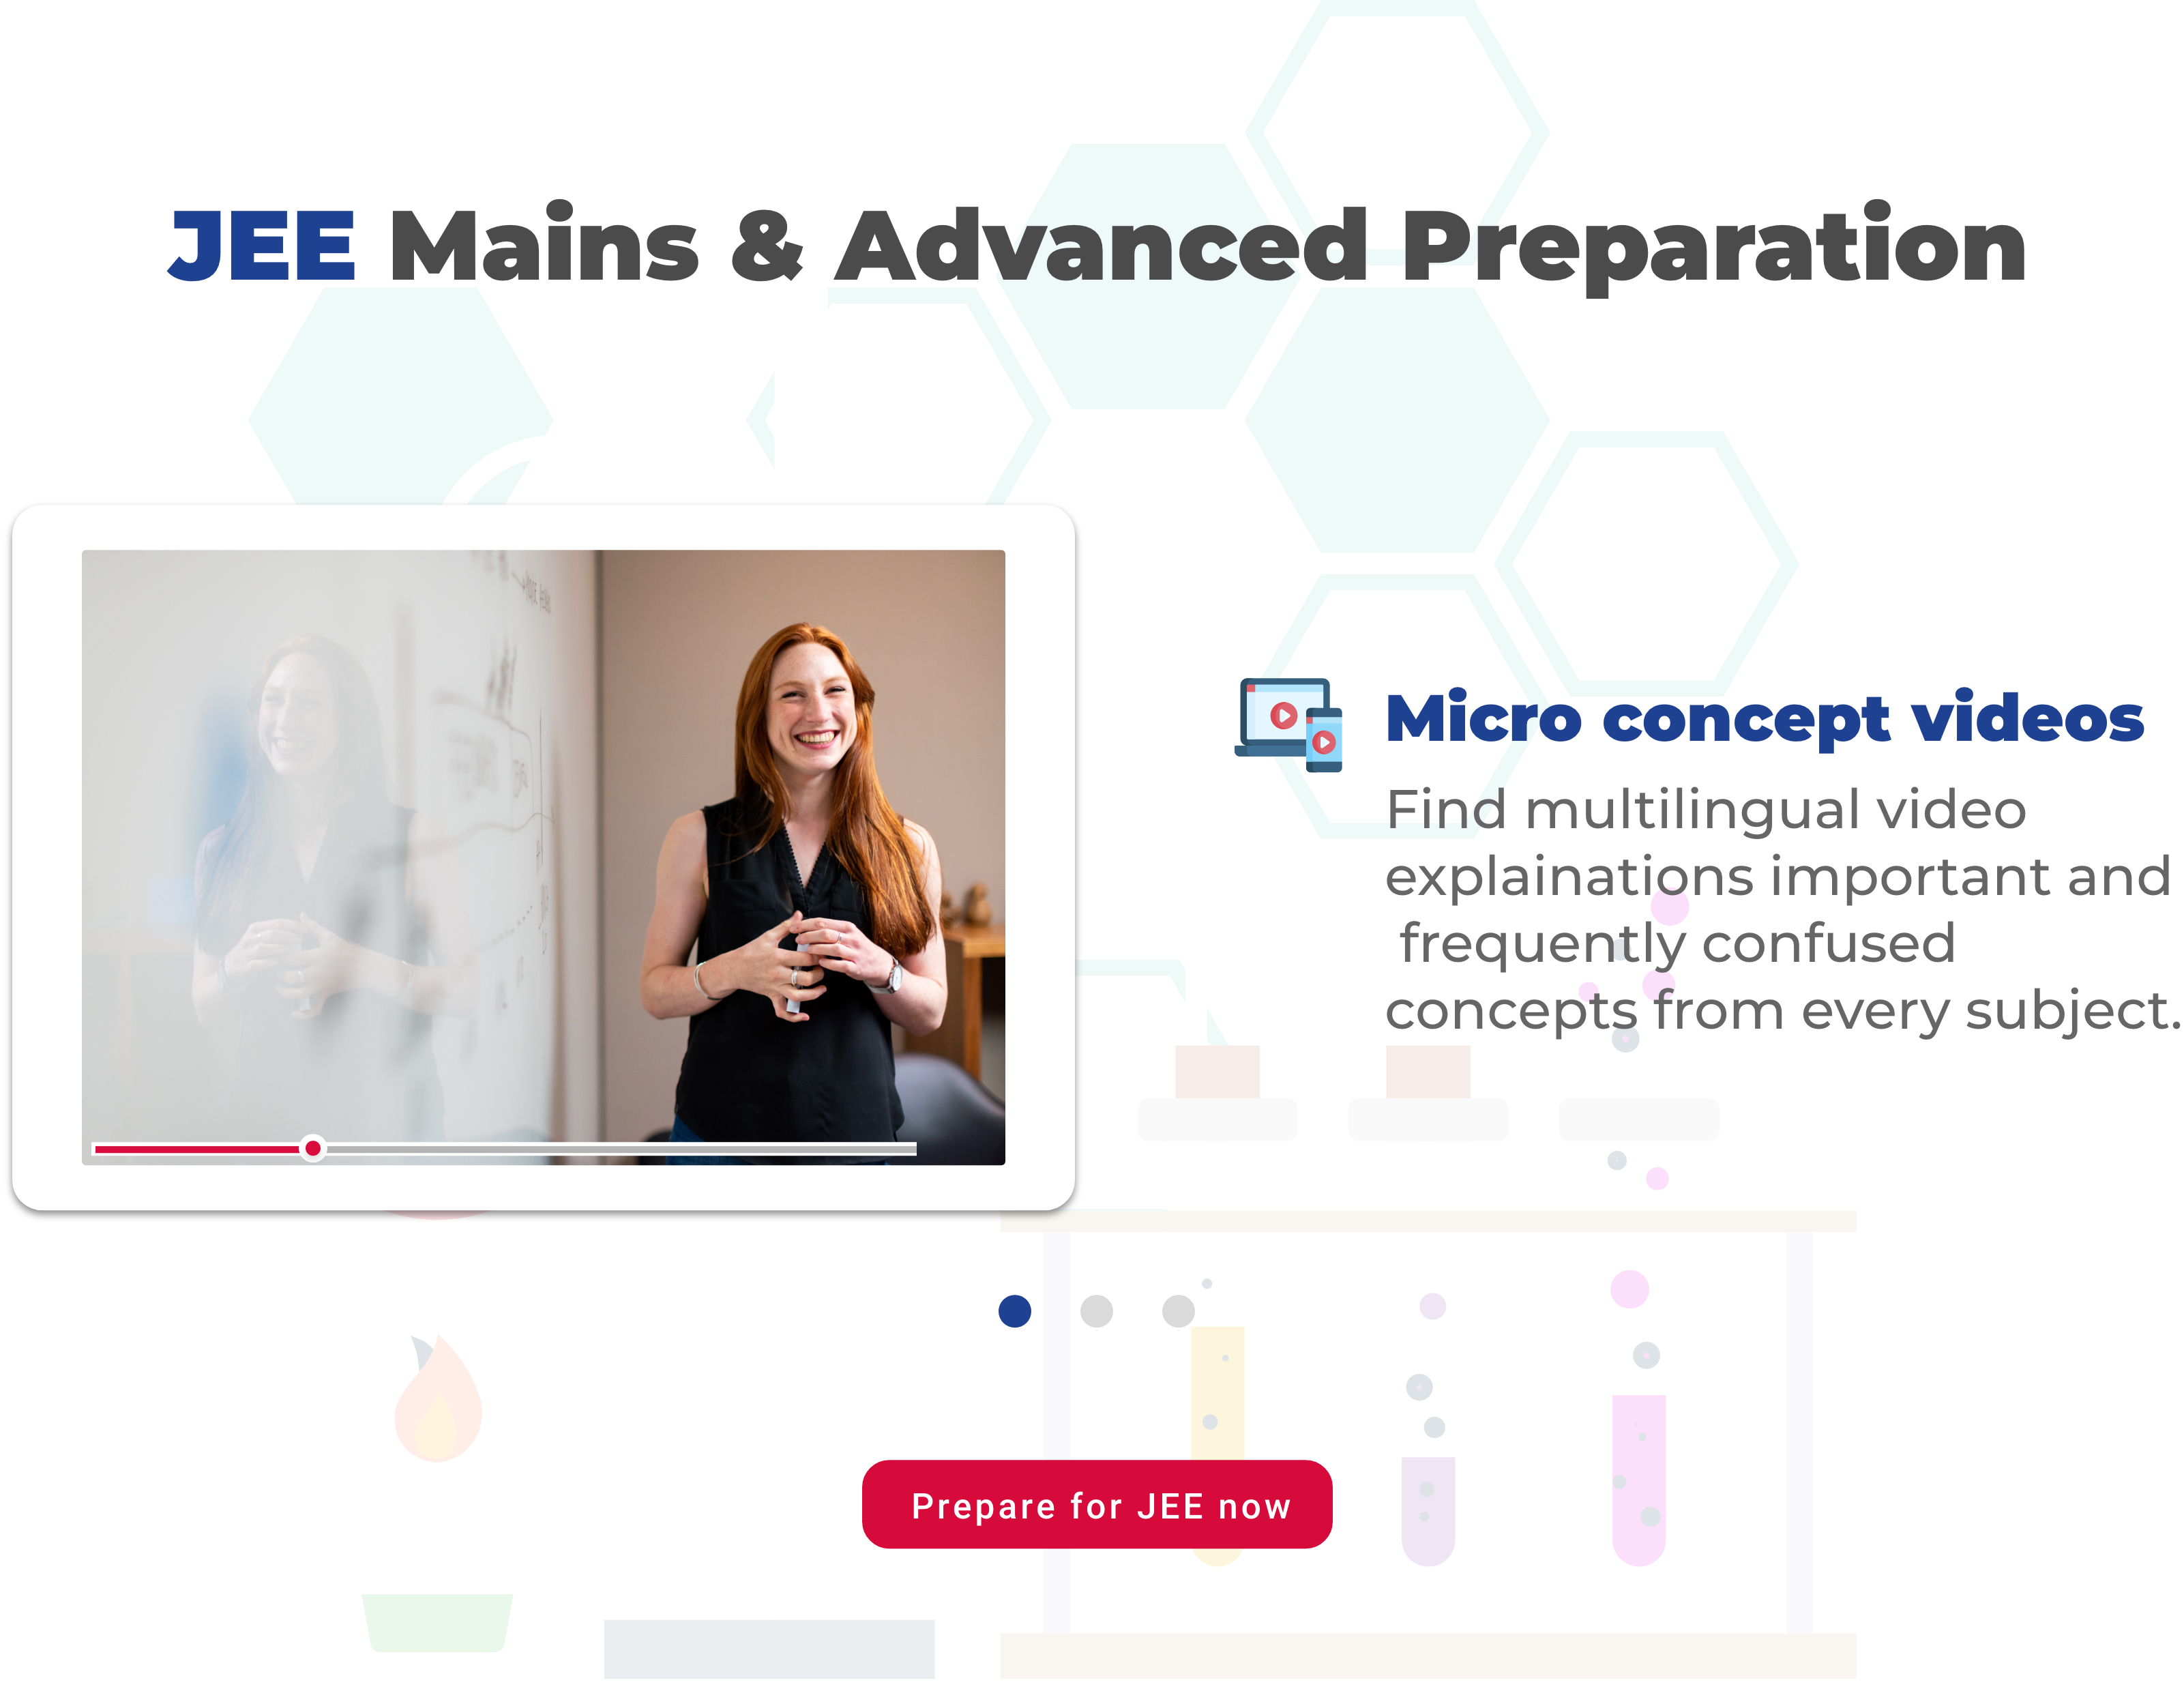 JEE Mains & Advanced Preparation
Micro concept videos
Find multilingual video
explainations important and
frequently confused
concepts from every subject.
Prepare for JEE now